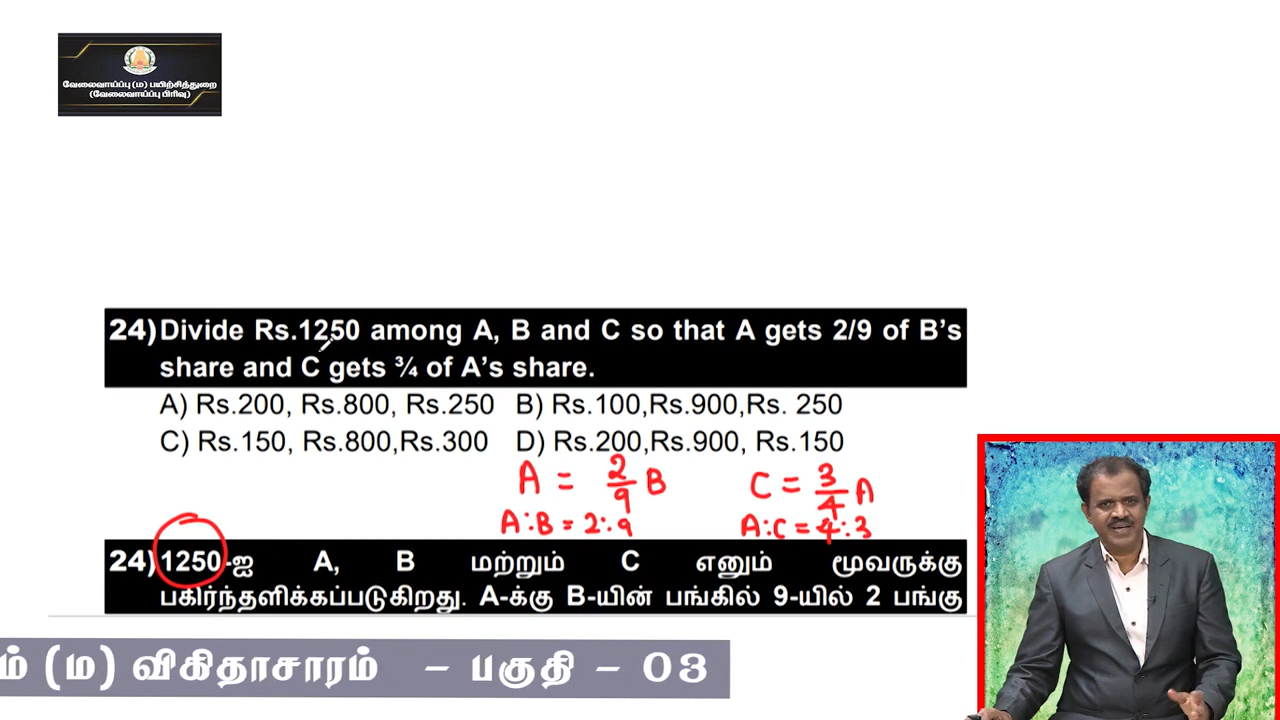 வேலைவாய்ப்பு (ம) பயிற்சித்துறை
(வேலைவாய்ப்பு பிரிவு)
24) Divide Rs.1250 among A, B and C so that A gets 2/9 of B's
share and C gets ¾ of A's share.
A) Rs.200, Rs.800, Rs.250 B) Rs.100,Rs.900,Rs. 250
C) Rs.150, Rs.800,Rs.300 D) Rs.200,Rs.900, Rs.150
A = 2/9 B C = 3/4 A
A:B = 2:9 A:C = 4:3
24) 1250-ஐ A, B மற்றும் C எனும் மூவருக்கு
பகிர்ந்தளிக்கப்படுகிறது. A-க்கு B-யின் பங்கில் 9-யில் 2 பங்கு
ம் (ம) விகிதாசாரம் – பகுதி – 03